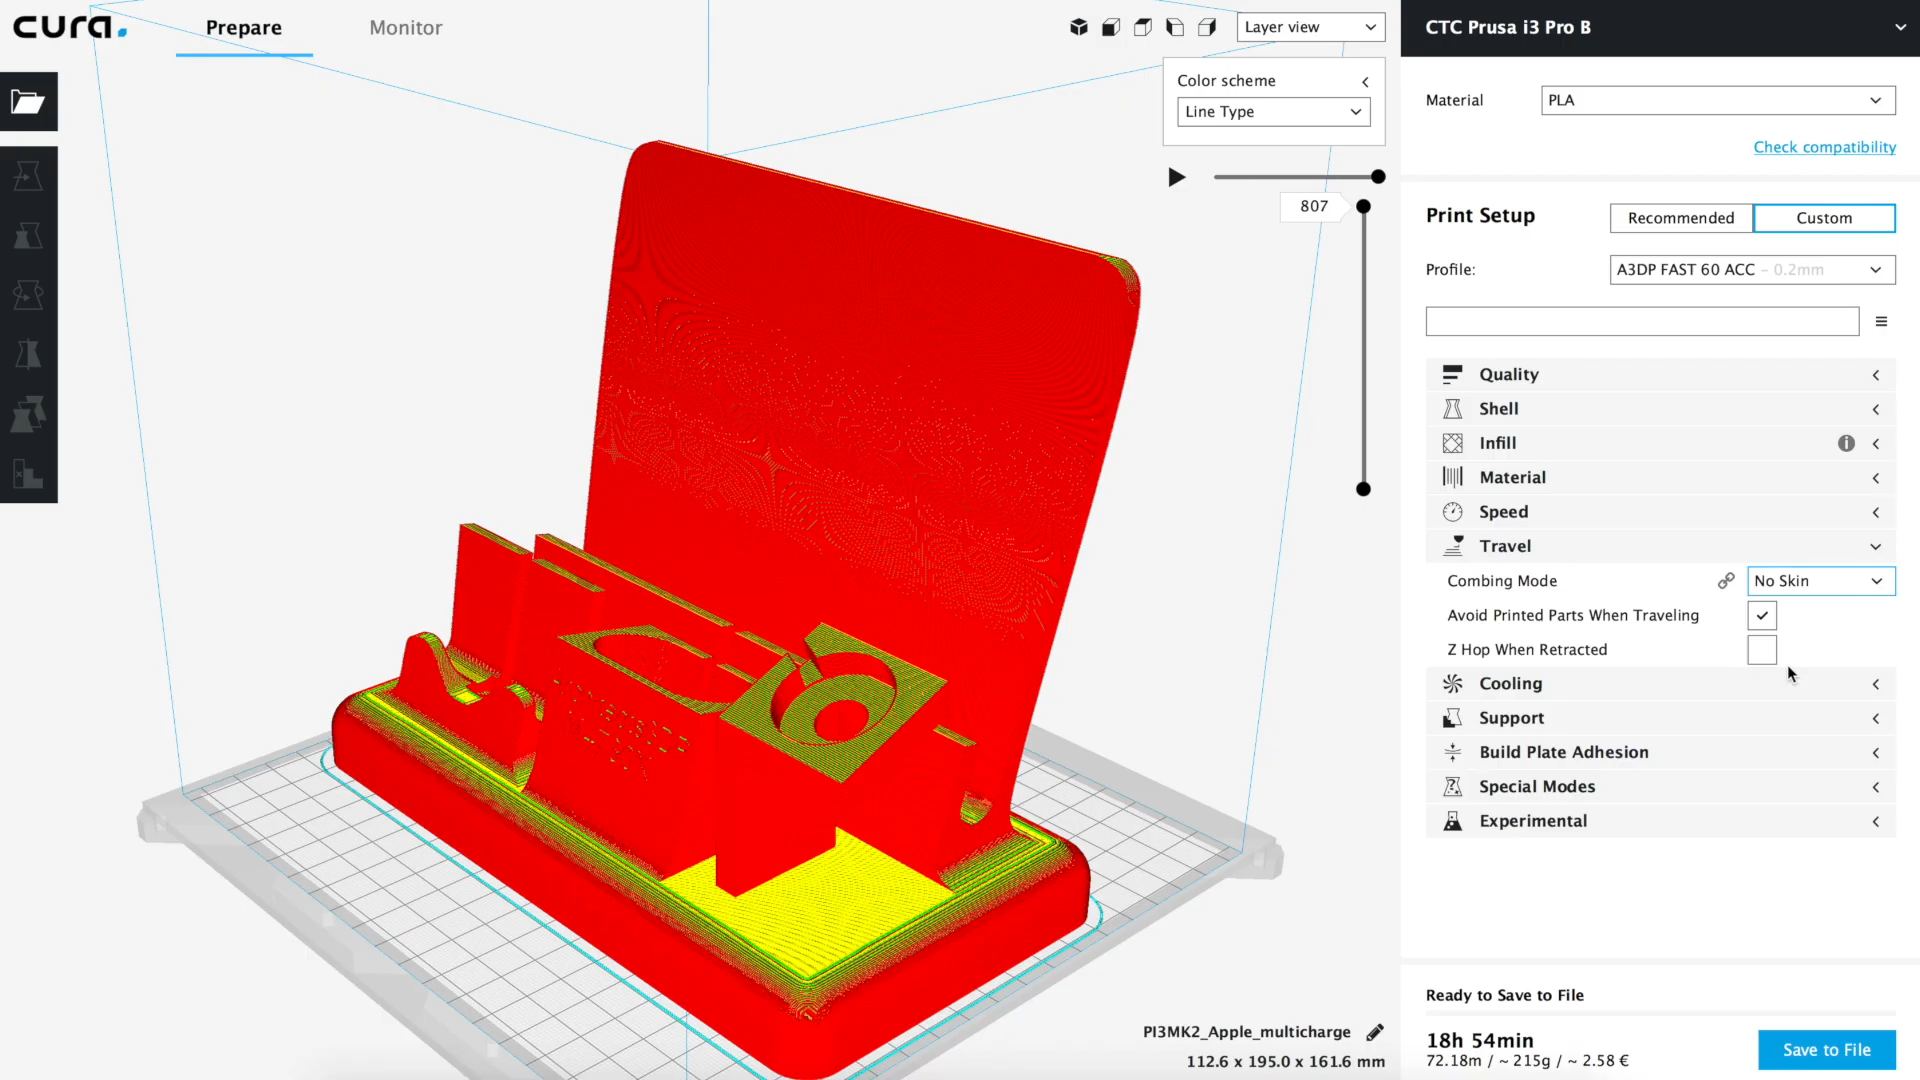 cura.
Prepare
Monitor
Layer view
Color scheme
Line Type
807
PI3MK2_Apple_multicharge
112.6 x 195.0 x 161.6 mm
CTC Prusa i3 Pro B
Material
PLA
Check compatibility
Print Setup
Recommended
Custom
Profile:
A3DP FAST 60 ACC - 0.2mm
Quality
Shell
Infill
Material
Speed
Travel
Combing Mode
No Skin
Avoid Printed Parts When Traveling
Z Hop When Retracted
Cooling
Support
Build Plate Adhesion
Special Modes
Experimental
Ready to Save to File
18h 54min
72.18m / ~ 215g / ~ 2.58 €
Save to File